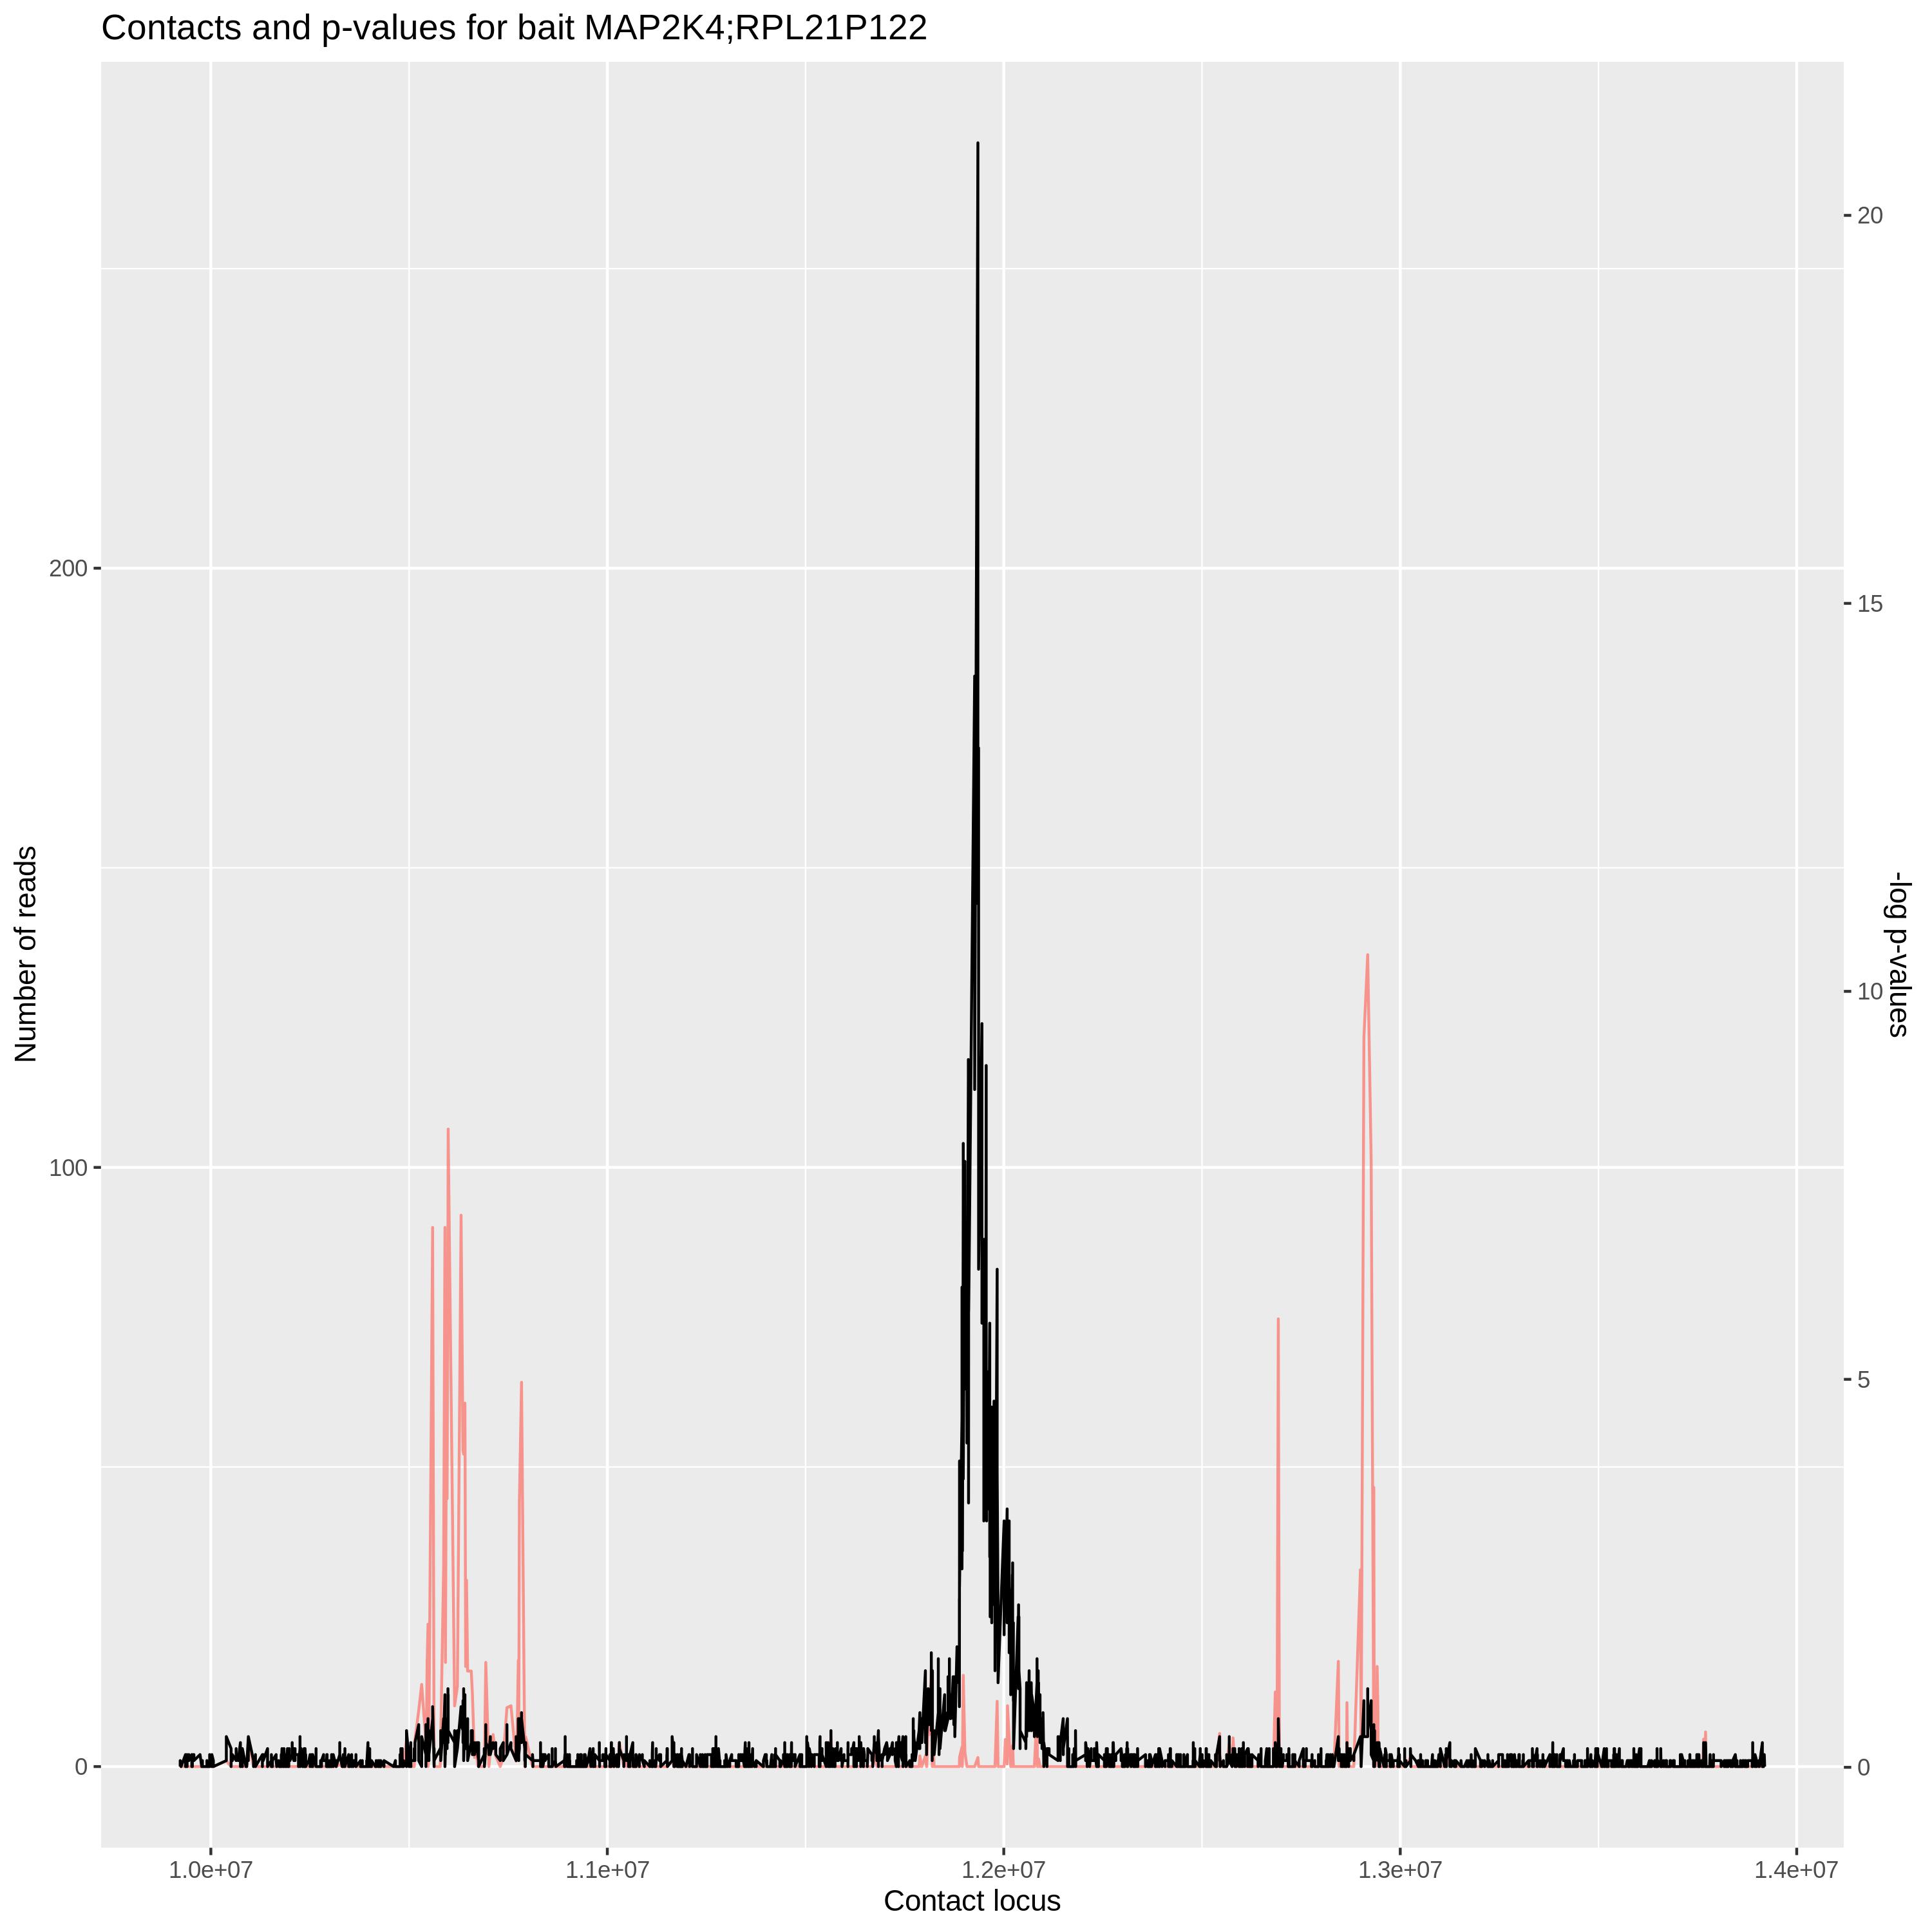 Contacts and p-values for bait MAP2K4;RPL21P122
20
200
15
Number of reads
-log p-values
10
100
5
0
0
1.0e+07 1.1e+07 1.2e+07 1.3e+07 1.4e+07
Contact locus